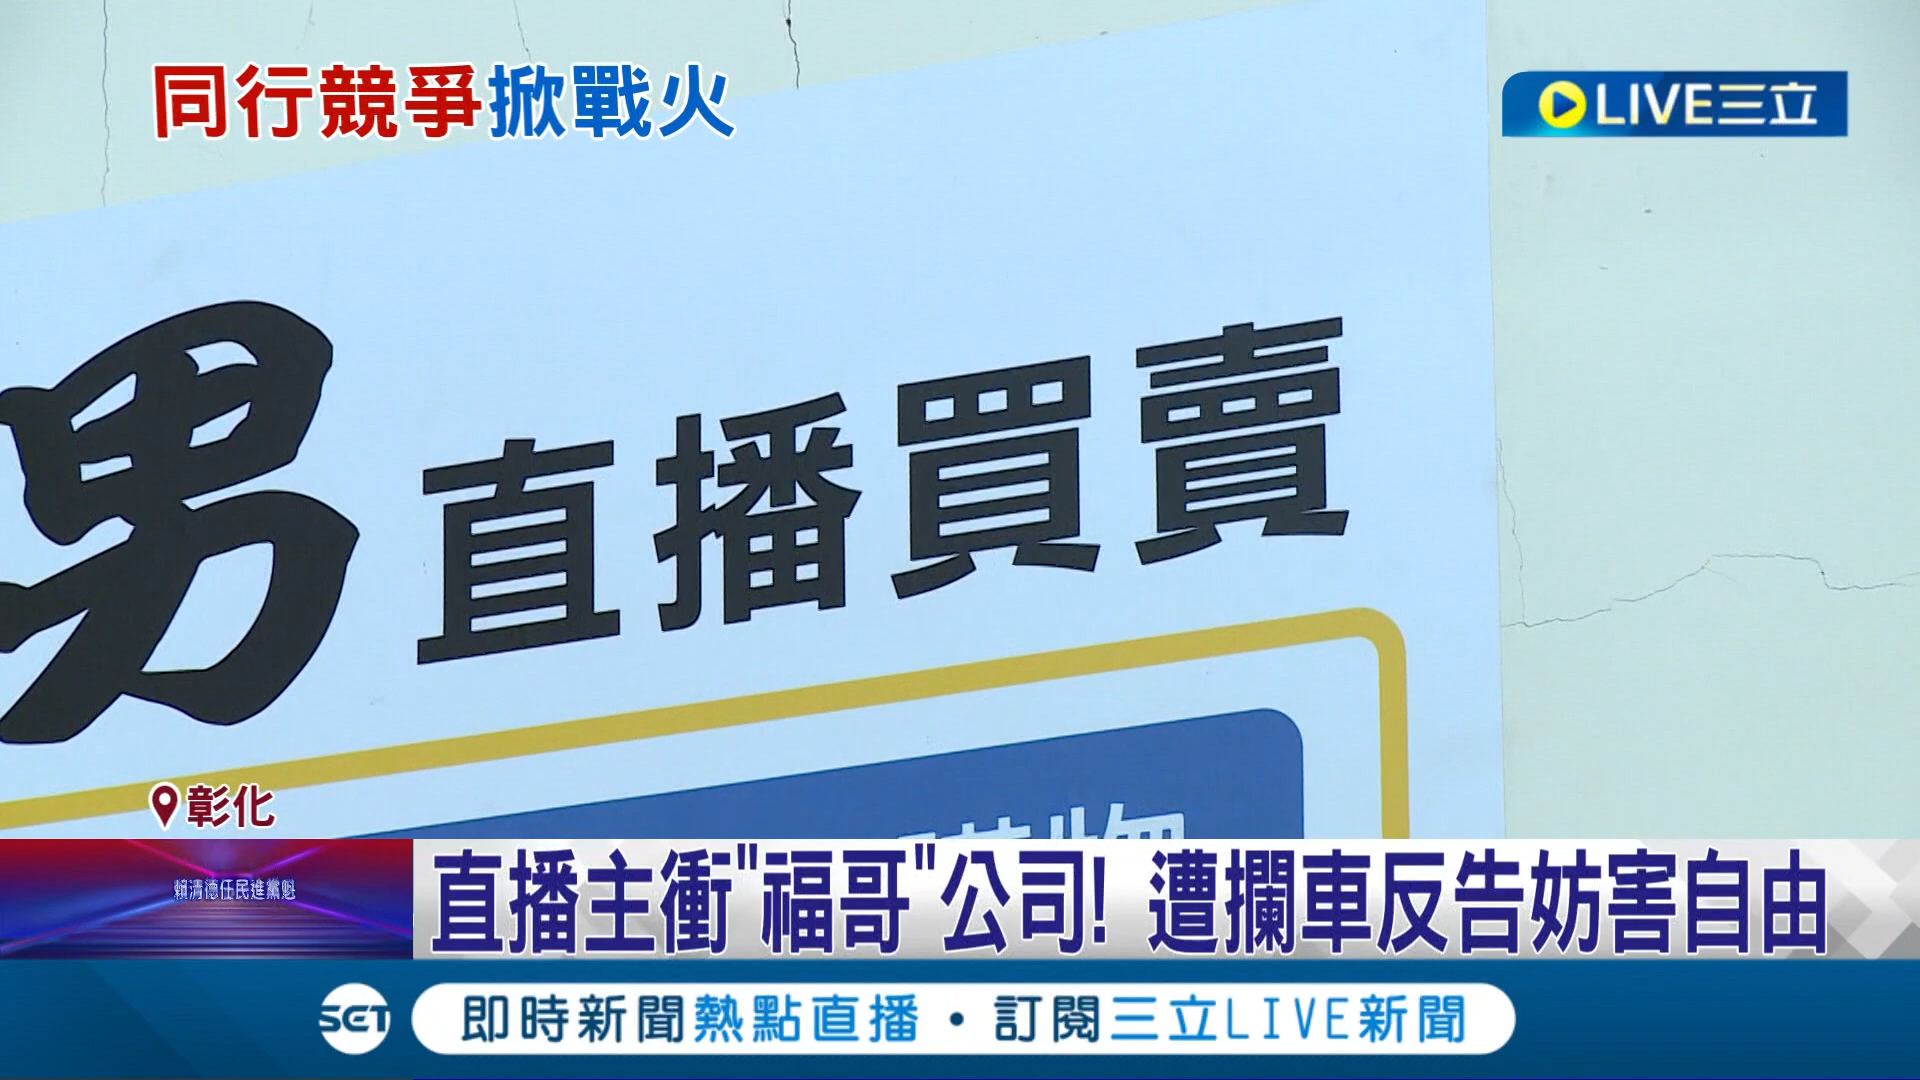 同行競爭掀戰火
LIVE三立
男直播買賣
彰化
賴清德任民進黨魁
直播主衝"福哥"公司! 遭攔車反告妨害自由
SET 即時新聞熱點直播・訂閱三立LIVE新聞